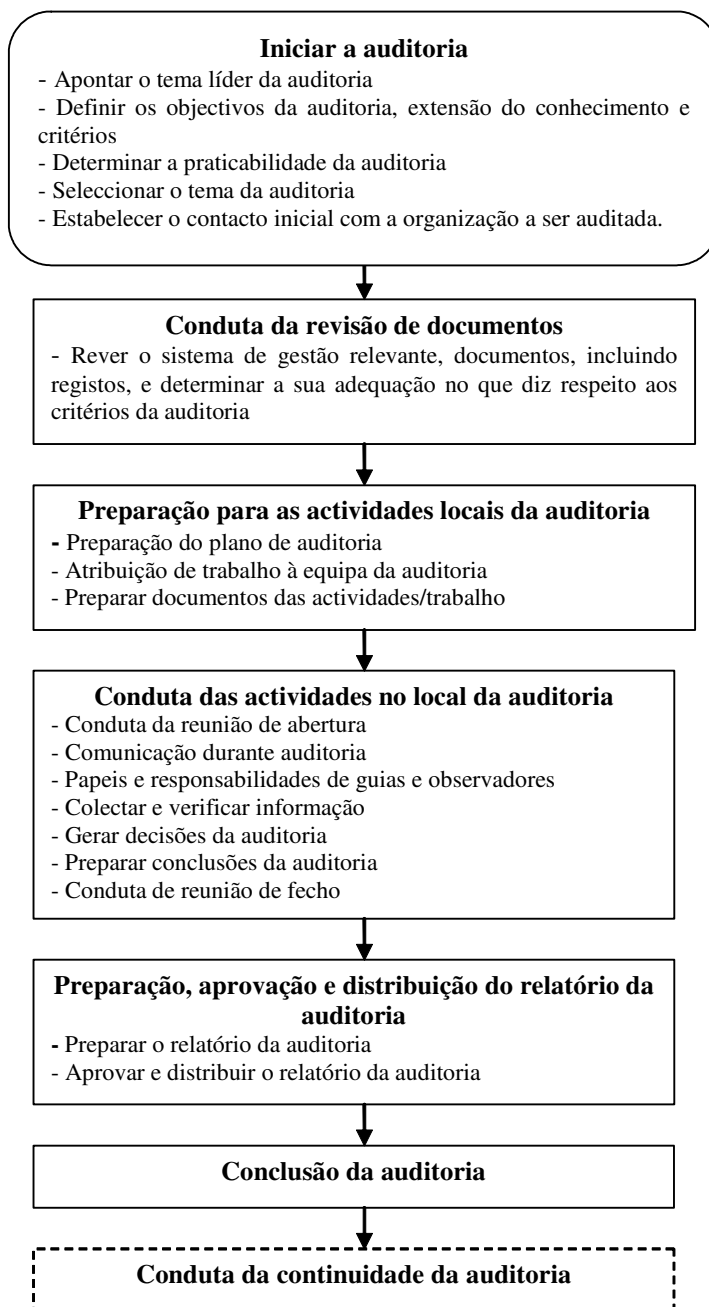 Iniciar a auditoria
- Apontar o tema líder da auditoria
- Definir os objectivos da auditoria, extensão do conhecimento e
critérios
- Determinar a praticabilidade da auditoria
- Seleccionar o tema da auditoria
- Estabelecer o contacto inicial com a organização a ser auditada.
Conduta da revisão de documentos
- Rever o sistema de gestão relevante, documentos, incluindo
registos, e determinar a sua adequação no que diz respeito aos
critérios da auditoria
Preparação para as actividades locais da auditoria
- Preparação do plano de auditoria
- Atribuição de trabalho à equipa da auditoria
- Preparar documentos das actividades/trabalho
Conduta das actividades no local da auditoria
- Conduta da reunião de abertura
- Comunicação durante auditoria
- Papeis e responsabilidades de guias e observadores
- Colectar e verificar informação
- Gerar decisões da auditoria
- Preparar conclusões da auditoria
- Conduta de reunião de fecho
Preparação, aprovação e distribuição do relatório da
auditoria
- Preparar o relatório da auditoria
- Aprovar e distribuir o relatório da auditoria
Conclusão da auditoria
Conduta da continuidade da auditoria